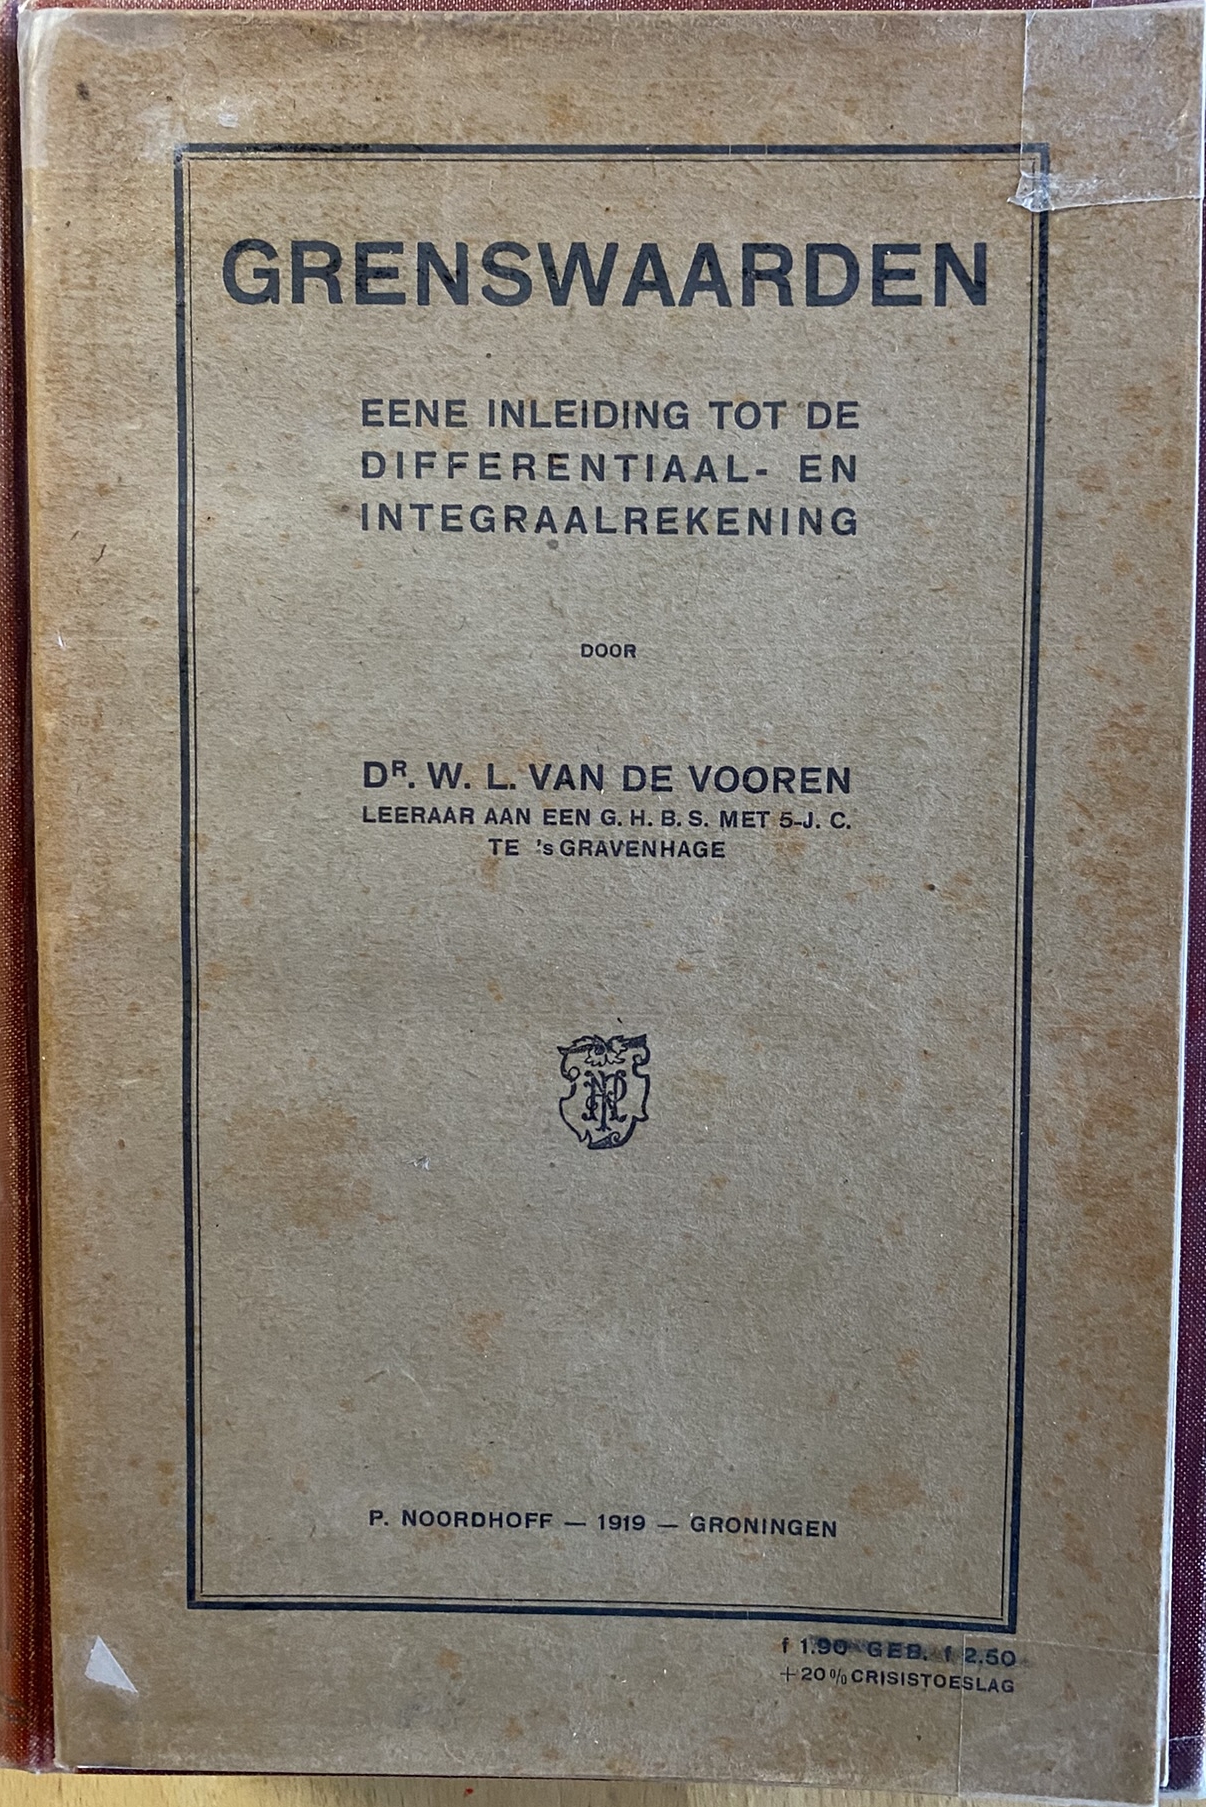 GRENSWAARDEN
EENE INLEIDING TOT DE
DIFFERENTIAAL- EN
INTEGRAALREKENING
DOOR
DR. W. L. VAN DE VOOREN
LEERAAR AAN EEN G. H. B. S. MET 5-J. C.
TE 's GRAVENHAGE
P. NOORDHOFF — 1919 — GRONINGEN
f 1.90 GEB. f 2.50
+20% CRISISTOESLAG